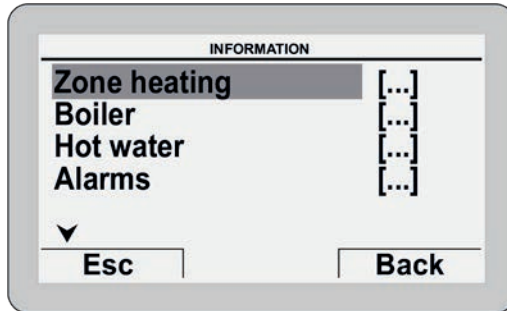 INFORMATION
Zone heating [...]
Boiler [...]
Hot water [...]
Alarms [...]
Esc Back